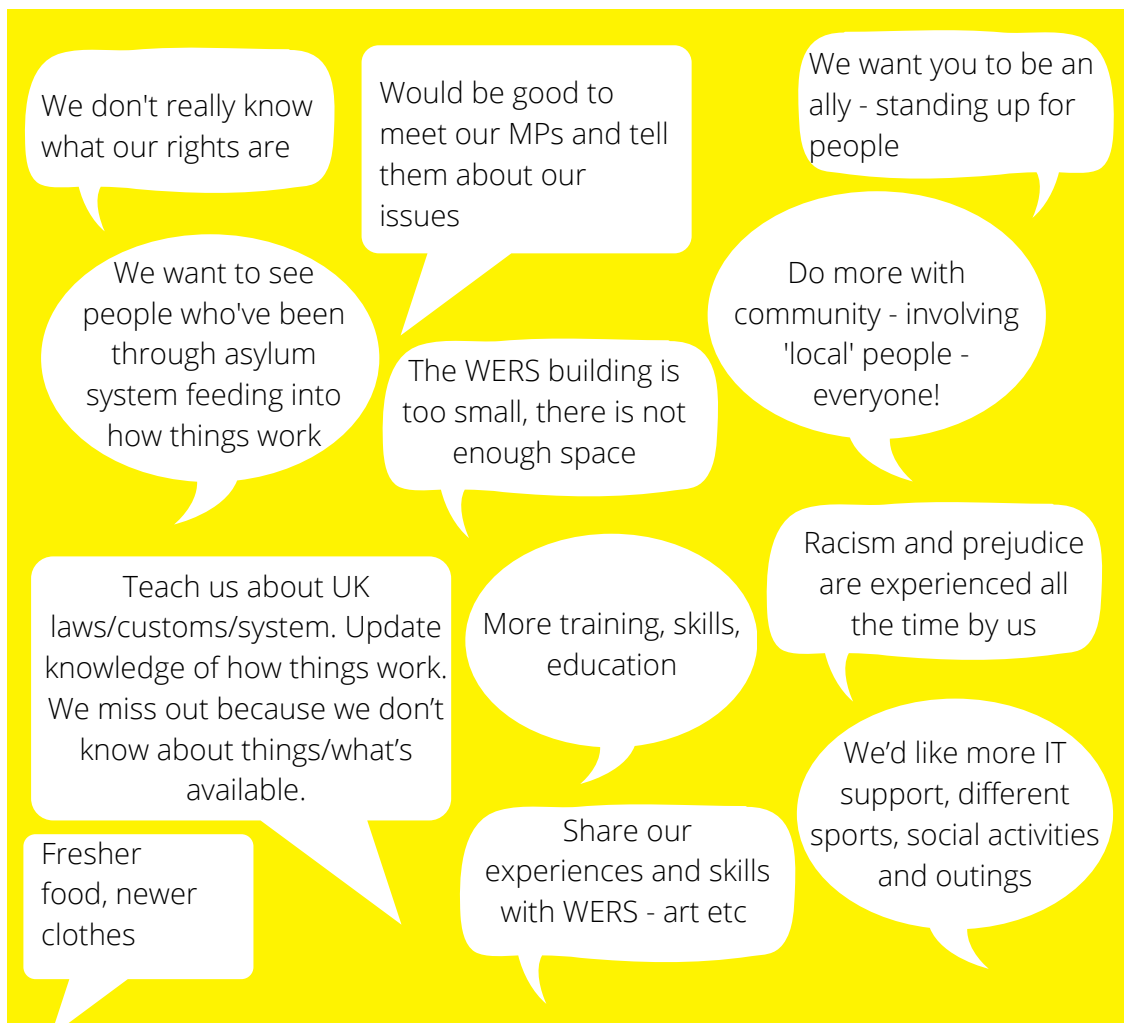 We don't really know
what our rights are
Would be good to
meet our MPs and tell
them about our
issues
We want you to be an
ally - standing up for
people
We want to see
people who've been
through asylum
system feeding into
how things work
The WERS building is
too small, there is not
enough space
Do more with
community - involving
'local' people -
everyone!
Teach us about UK
laws/customs/system. Update
knowledge of how things work.
We miss out because we don’t
know about things/what’s
available.
More training, skills,
education
Racism and prejudice
are experienced all
the time by us
Fresher
food, newer
clothes
Share our
experiences and skills
with WERS - art etc
We’d like more IT
support, different
sports, social activities
and outings